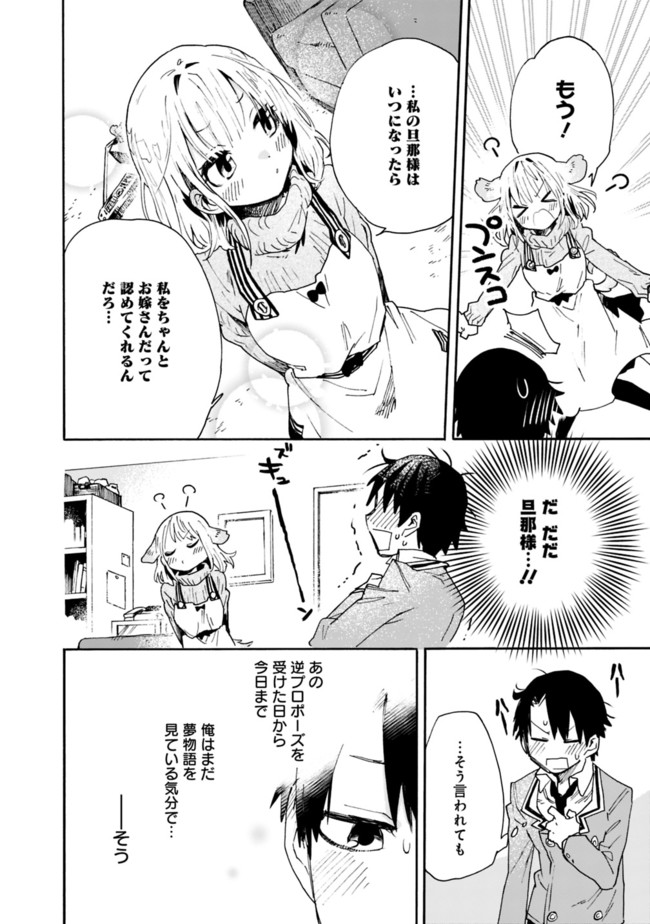 もう!
プンスコ
…私の旦那様は
いつになったら
私をちゃんと
お嫁さんだって
認めてくれるん
だろ…
だ だだ
旦那様…!!
ズギューン
…そう言われても
あの
逆プロポーズを
受けた日から
今日まで
俺はまだ
夢物語を
見ている気分で…
──そう